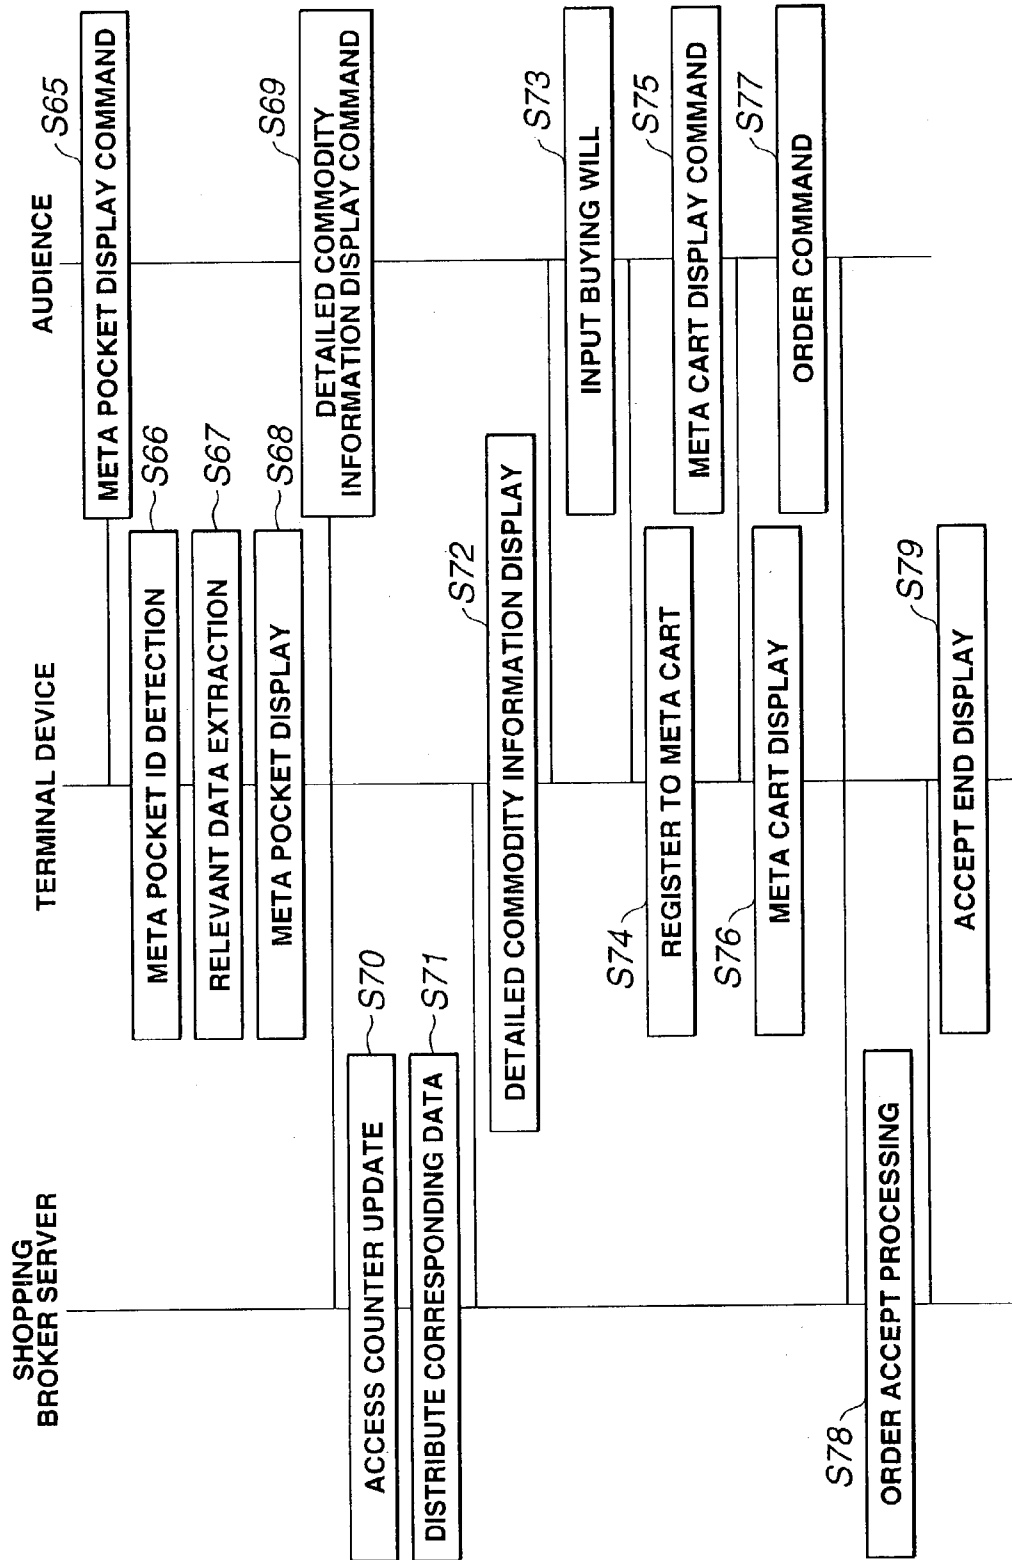 SHOPPING
BROKER SERVER
TERMINAL DEVICE
AUDIENCE
S65
META POCKET DISPLAY COMMAND
META POCKET ID DETECTION
S66
RELEVANT DATA EXTRACTION
S67
META POCKET DISPLAY
S68
S69
DETAILED COMMODITY
INFORMATION DISPLAY COMMAND
ACCESS COUNTER UPDATE
S70
DISTRIBUTE CORRESPONDING DATA
S71
S72
DETAILED COMMODITY INFORMATION DISPLAY
S73
INPUT BUYING WILL
S74
REGISTER TO META CART
S75
META CART DISPLAY COMMAND
S76
META CART DISPLAY
S77
ORDER COMMAND
S78
ORDER ACCEPT PROCESSING
S79
ACCEPT END DISPLAY